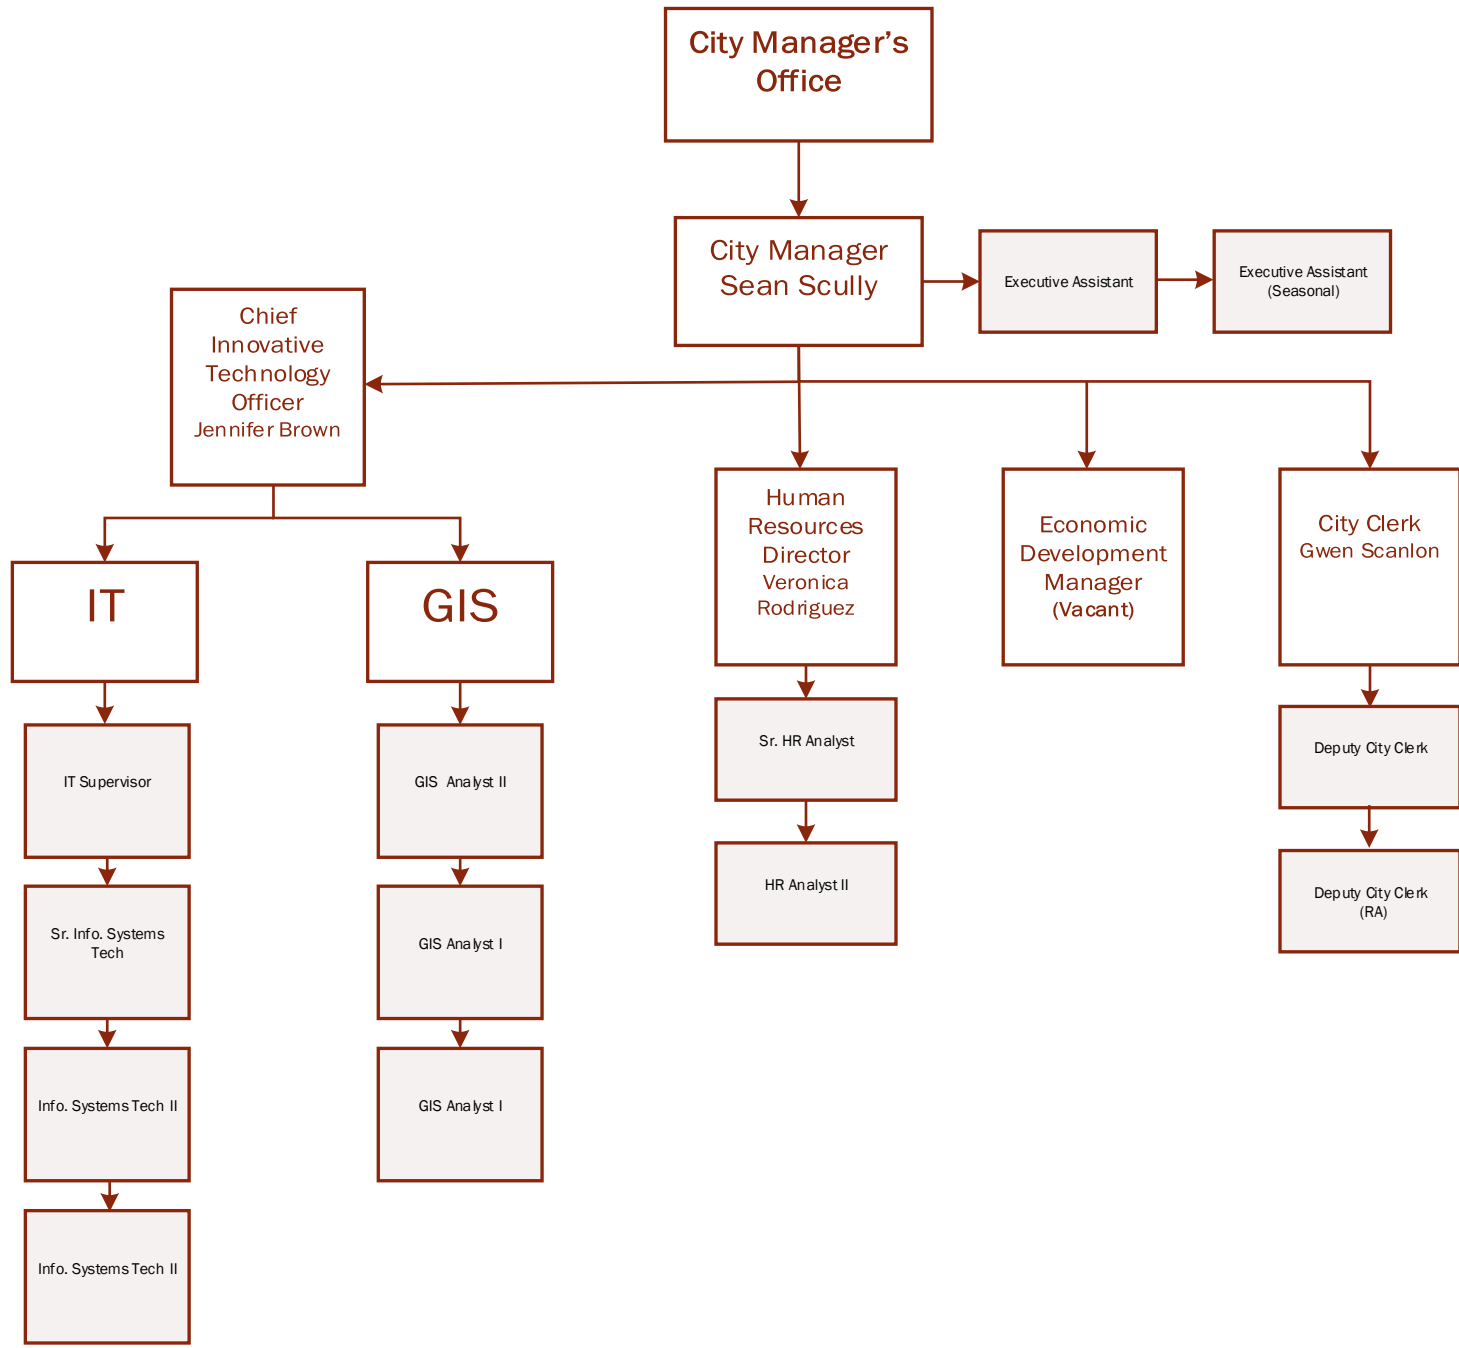 City Manager’s
Office
City Manager
Sean Scully
Executive Assistant
Executive Assistant
(Seasonal)
Chief
Innovative
Technology
Officer
Jennifer Brown
Human
Resources
Director
Veronica
Rodriguez
Economic
Development
Manager
(Vacant)
City Clerk
Gwen Scanlon
IT
GIS
IT Supervisor
Sr. Info. Systems
Tech
Info. Systems Tech II
Info. Systems Tech II
GIS Analyst II
GIS Analyst I
GIS Analyst I
Sr. HR Analyst
HR Analyst II
Deputy City Clerk
Deputy City Clerk
(RA)